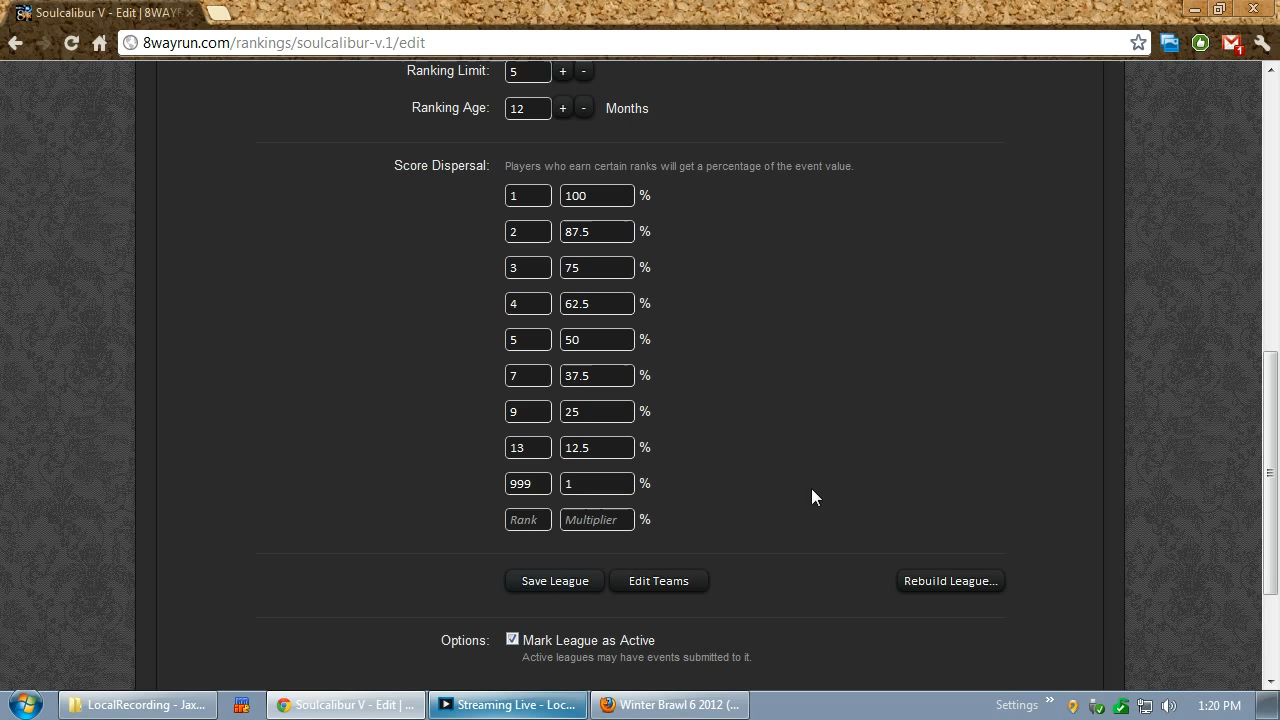 Soulcalibur V - Edit | 8WAYR
8wayrun.com/rankings/soulcalibur-v.1/edit
1
Ranking Limit: 5 + -
Ranking Age: 12 + - Months
Score Dispersal: Players who earn certain ranks will get a percentage of the event value.
1 100 %
2 87.5 %
3 75 %
4 62.5 %
5 50 %
7 37.5 %
9 25 %
13 12.5 %
999 1 %
Rank Multiplier %
Save League Edit Teams Rebuild League...
Options: Mark League as Active
Active leagues may have events submitted to it.
LocalRecording - Jax... Soulcalibur V - Edit | ... Streaming Live - Loc... Winter Brawl 6 2012 (... Settings » 1:20 PM